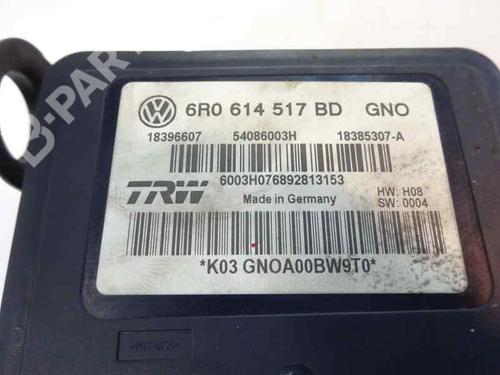 6R0 614 517 BD GNO
18396607 54086003H 18385307-A
6003H076892813153
TRW
Made in Germany
HW: H08
SW: 0004
*K03 GNOA00BW9T0*